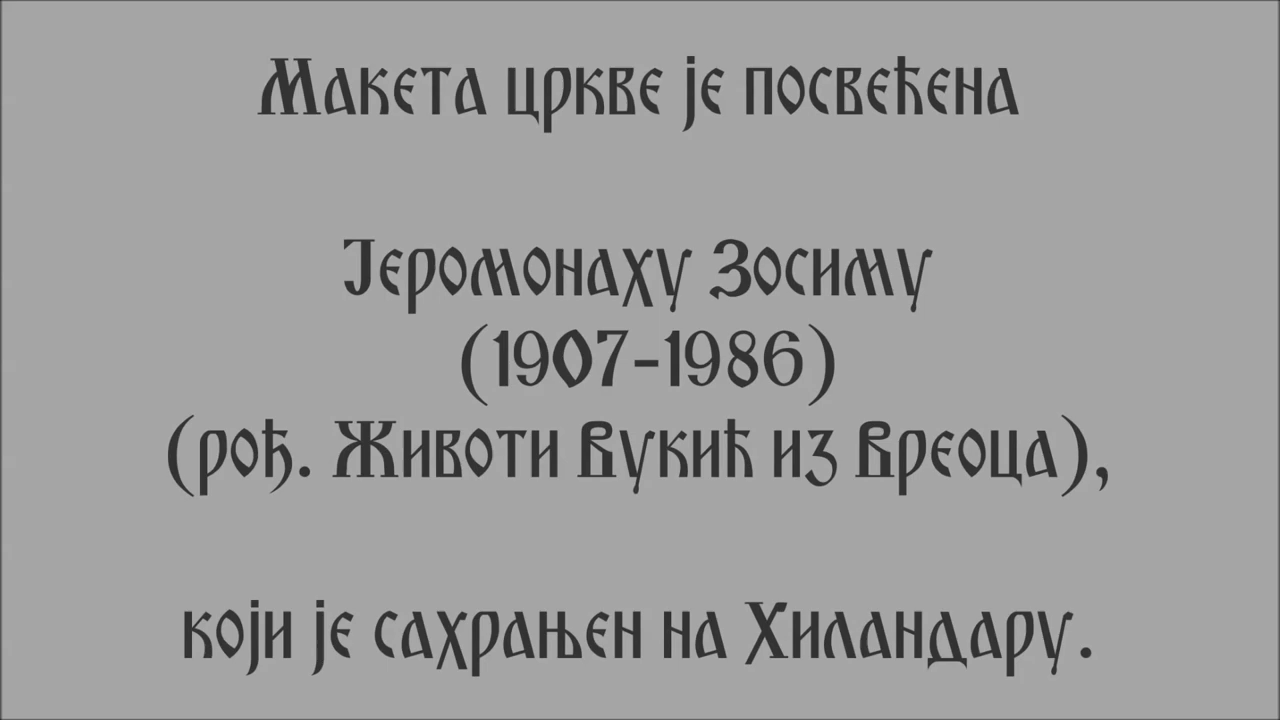 Макета цркве је посвећена
Јеромонаху Зосиму
(1907-1986)
(рођ. Животи Вукић из Вреоца),
који је сахрањен на Хиландару.